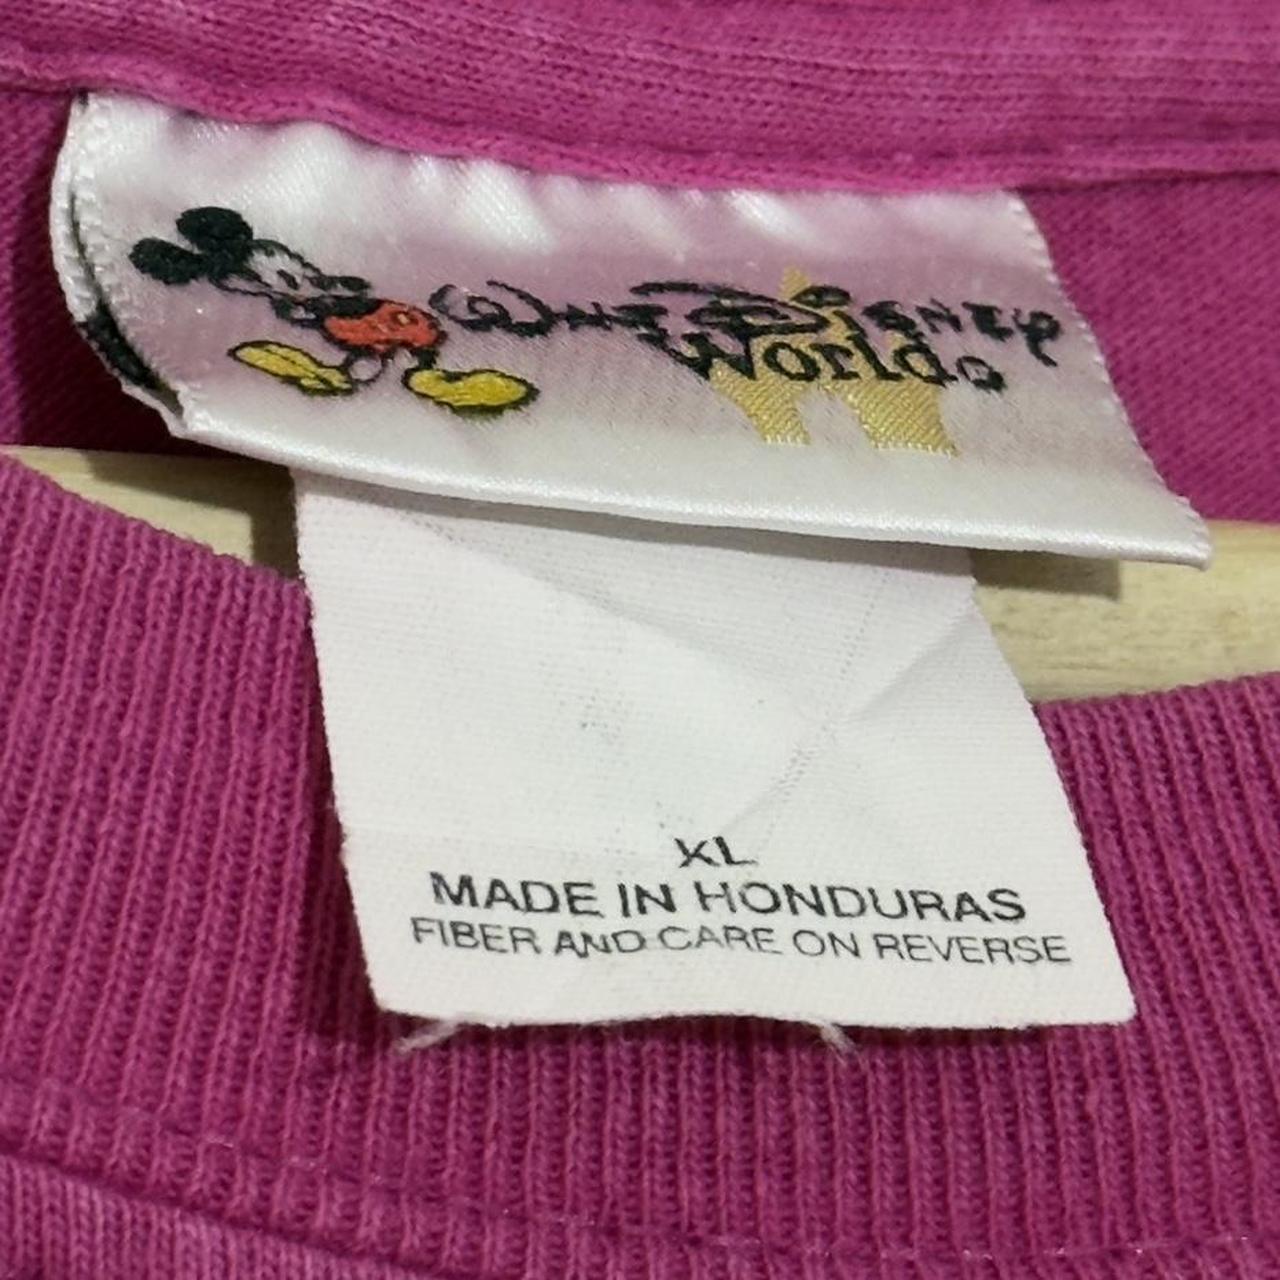 Walt Disney
World
XL
MADE IN HONDURAS
FIBER AND CARE ON REVERSE